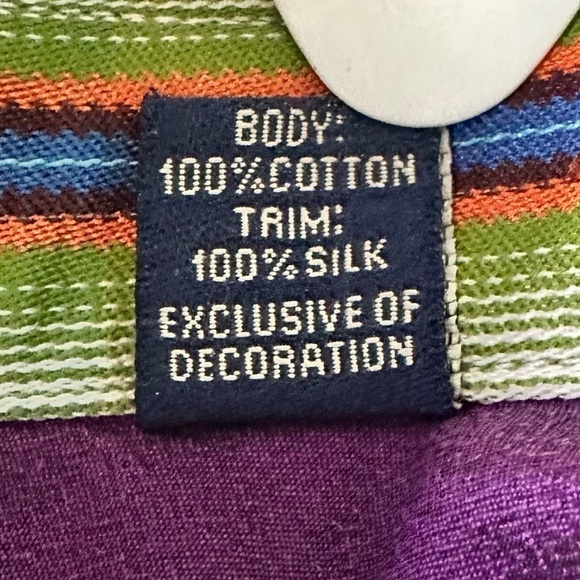 BODY:
100%COTTON
TRIM:
100%SILK
EXCLUSIVE OF
DECORATION